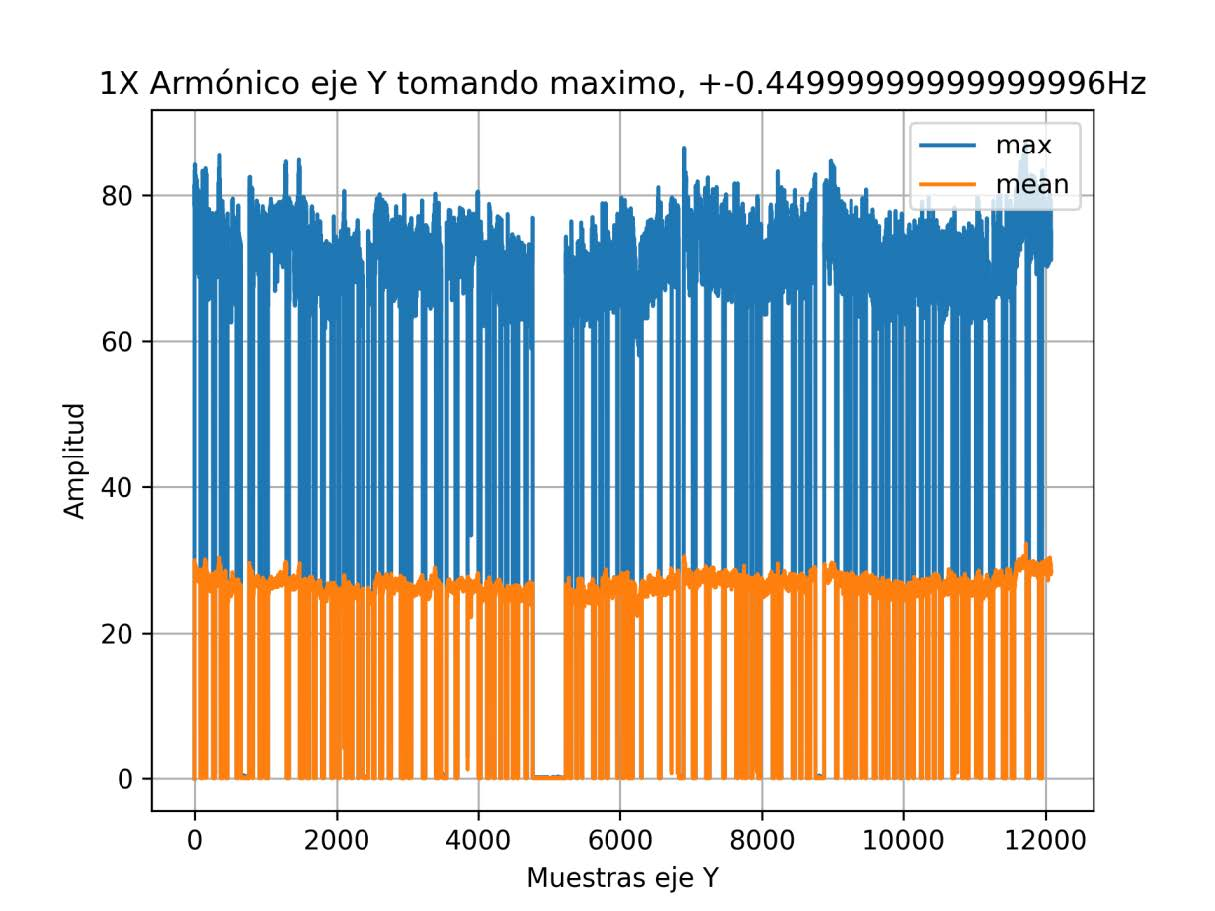 1X Armónico eje Y tomando maximo, +-0.44999999999999996Hz
max
mean
80
60
40
20
0
Amplitud
0 2000 4000 6000 8000 10000 12000
Muestras eje Y